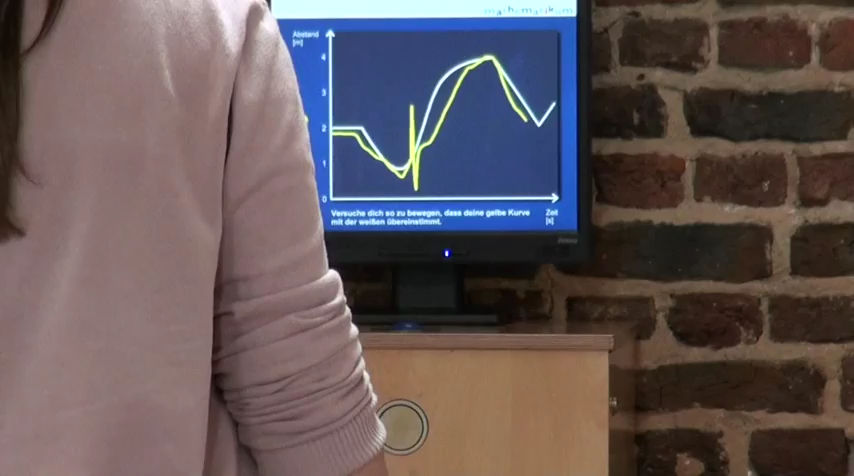 mathematikum
Abstand
[m]
4
3
2
1
0
Versuche dich so zu bewegen, dass deine gelbe Kurve
mit der weißen übereinstimmt.
Zeit
[s]